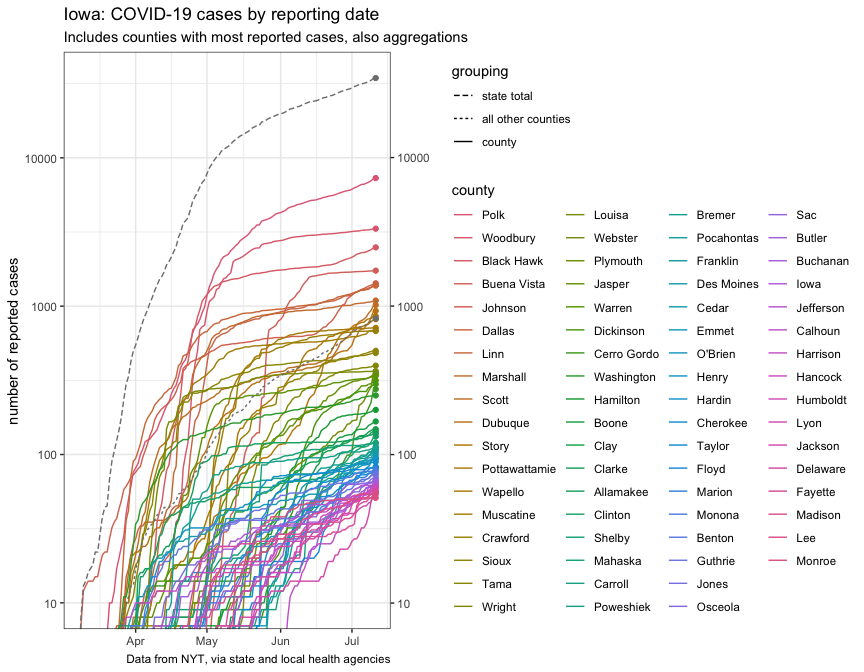 Iowa: COVID-19 cases by reporting date
Includes counties with most reported cases, also aggregations
number of reported cases
10000
1000
100
10
10000
1000
100
10
Apr
May
Jun
Jul
Data from NYT, via state and local health agencies
grouping
state total
all other counties
county
county
Polk
Woodbury
Black Hawk
Buena Vista
Johnson
Dallas
Linn
Marshall
Scott
Dubuque
Story
Pottawattamie
Wapello
Muscatine
Crawford
Sioux
Tama
Wright
Louisa
Webster
Plymouth
Jasper
Warren
Dickinson
Cerro Gordo
Washington
Hamilton
Boone
Clay
Clarke
Allamakee
Clinton
Shelby
Mahaska
Carroll
Poweshiek
Bremer
Pocahontas
Franklin
Des Moines
Cedar
Emmet
O'Brien
Henry
Hardin
Cherokee
Taylor
Floyd
Marion
Monona
Benton
Guthrie
Jones
Osceola
Sac
Butler
Buchanan
Iowa
Jefferson
Calhoun
Harrison
Hancock
Humboldt
Lyon
Jackson
Delaware
Fayette
Madison
Lee
Monroe